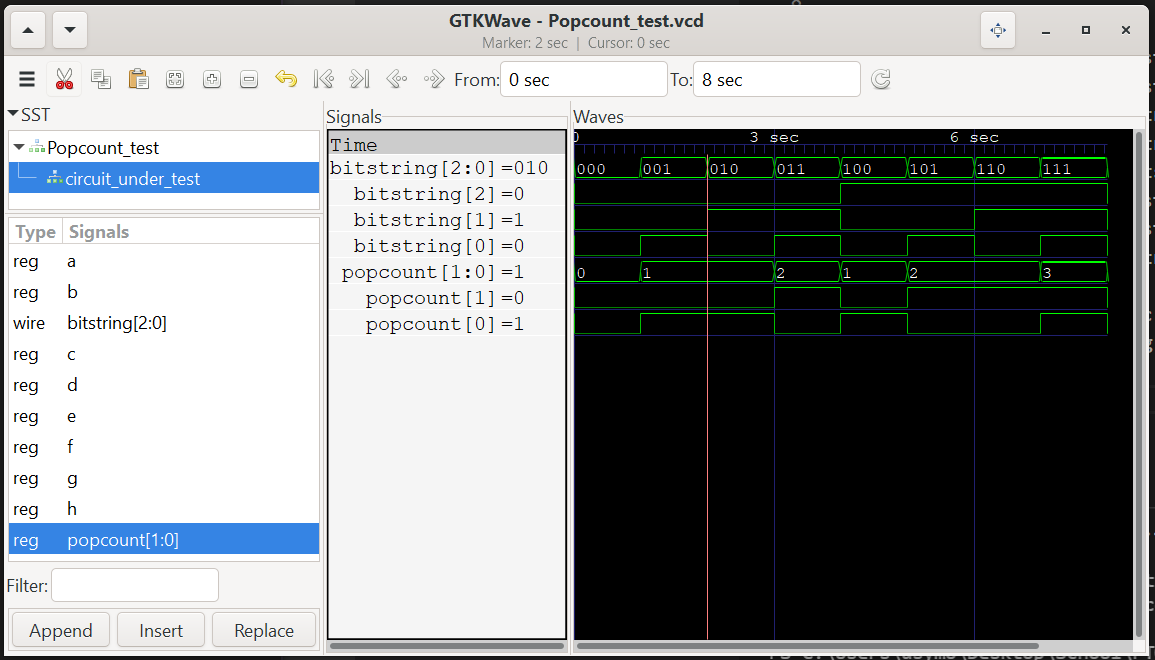 GTKWave - Popcount_test.vcd
Marker: 2 sec | Cursor: 0 sec
From: 0 sec To: 8 sec
SST
Popcount_test
circuit_under_test
Type Signals
reg a
reg b
wire bitstring[2:0]
reg c
reg d
reg e
reg f
reg g
reg h
reg popcount[1:0]
Filter:
Append Insert Replace
Signals
Time
bitstring[2:0]=010
bitstring[2]=0
bitstring[1]=1
bitstring[0]=0
popcount[1:0]=1
popcount[1]=0
popcount[0]=1
Waves
0 3 sec 6 sec
000 001 010 011 100 101 110 111
0 1 2 1 2 3